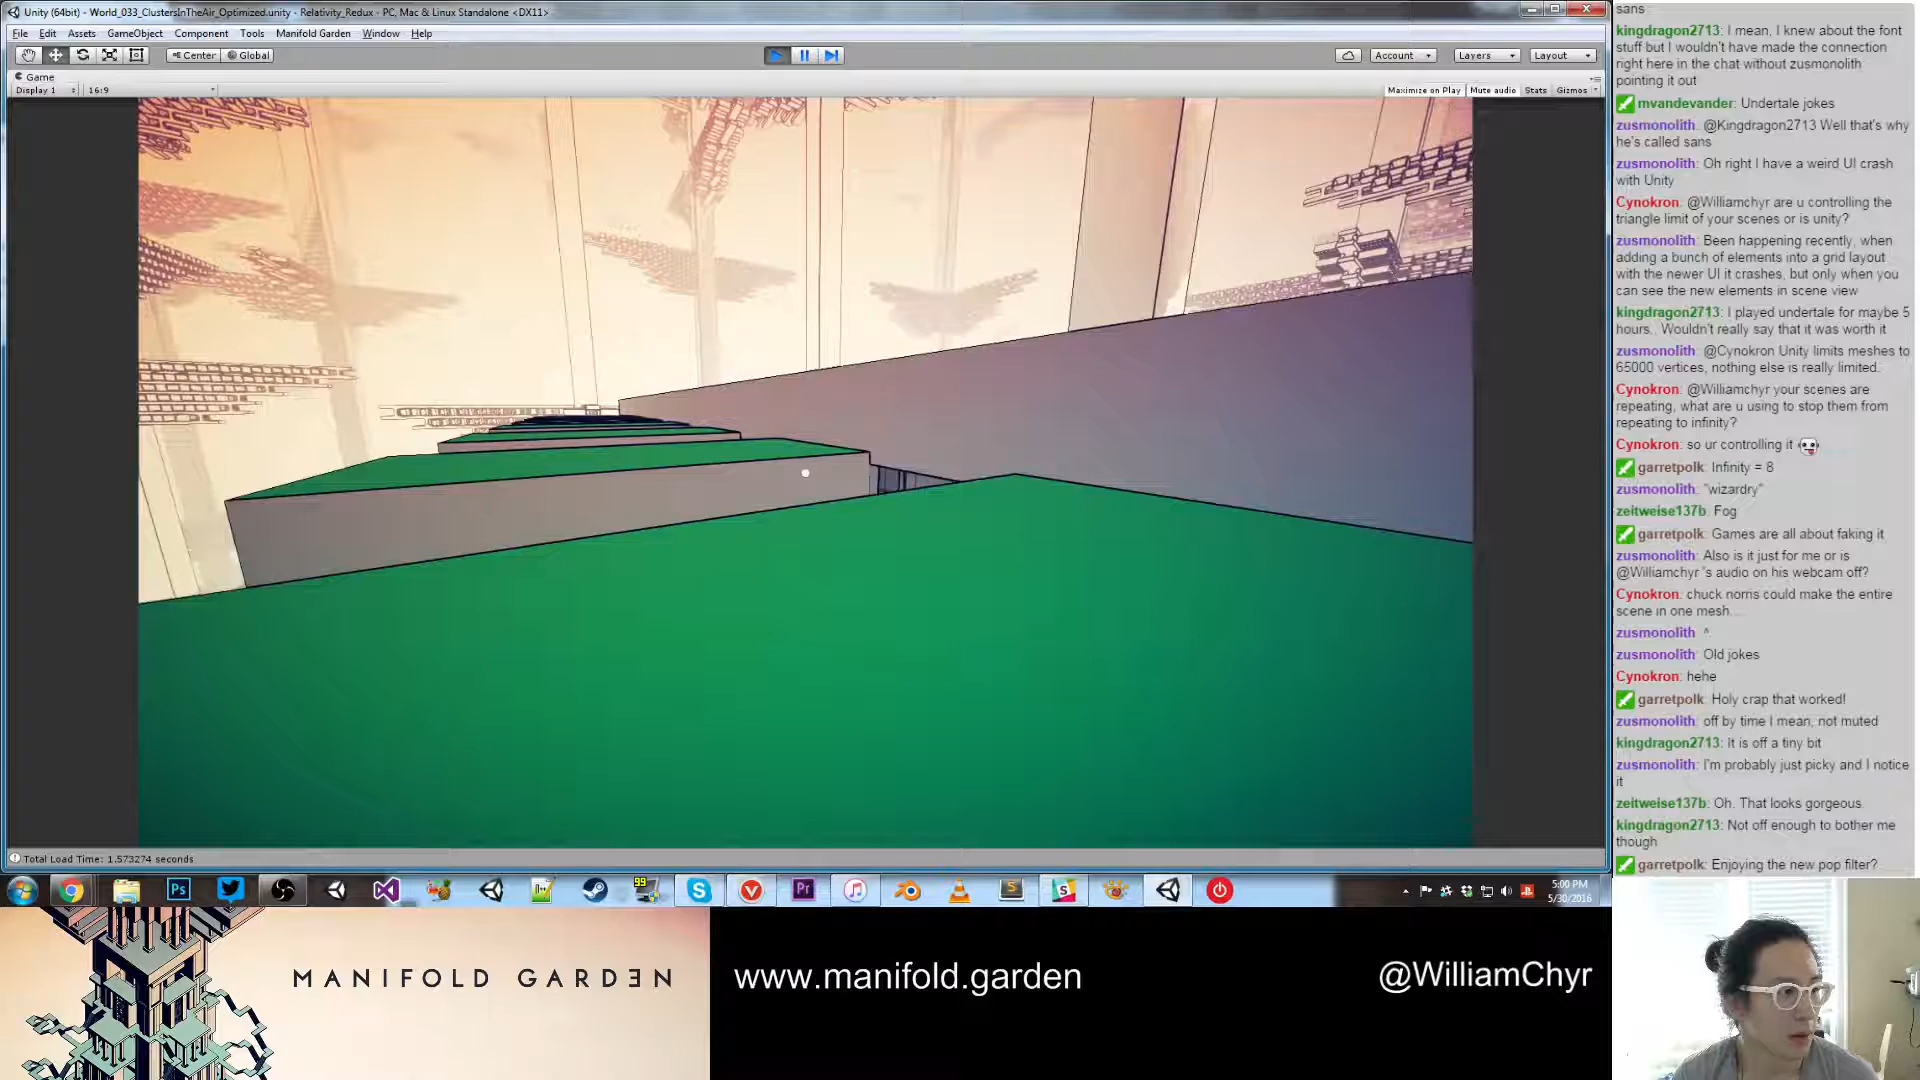 Unity (64bit) - World_033_ClustersInTheAir_Optimized.unity - Relativity_Redux - PC, Mac & Linux Standalone <DX11>
File Edit Assets GameObject Component Tools Manifold Garden Window Help
Center Global Account Layers Layout
Game
Display 1 16:9 Maximize on Play Mute audio Stats Gizmos
Total Load Time: 1.573274 seconds
5:00 PM
5/30/2016
MANIFOLD GARDƎN
www.manifold.garden
@WilliamChyr
sans
kingdragon2713: I mean, I knew about the font
stuff but I wouldn't have made the connection
right here in the chat without zusmonolith
pointing it out
mvandevander: Undertale jokes
zusmonolith: @Kingdragon2713 Well that's why
he's called sans
zusmonolith: Oh right I have a weird UI crash
with Unity
Cynokron: @Williamchyr are u controlling the
triangle limit of your scenes or is unity?
zusmonolith: Been happening recently, when
adding a bunch of elements into a grid layout
with the newer UI it crashes, but only when you
can see the new elements in scene view
kingdragon2713: I played undertale for maybe 5
hours.. Wouldn't really say that it was worth it
zusmonolith: @Cynokron Unity limits meshes to
65000 vertices, nothing else is really limited.
Cynokron: @Williamchyr your scenes are
repeating, what are u using to stop them from
repeating to infinity?
Cynokron: so ur controlling it
garretpolk: Infinity = 8
zusmonolith: "wizardry"
zeitweise137b: Fog
garretpolk: Games are all about faking it
zusmonolith: Also is it just for me or is
@Williamchyr 's audio on his webcam off?
Cynokron: chuck norris could make the entire
scene in one mesh...
zusmonolith: ^
zusmonolith: Old jokes
Cynokron: hehe
garretpolk: Holy crap that worked!
zusmonolith: off by time I mean, not muted
kingdragon2713: It is off a tiny bit
zusmonolith: I'm probably just picky and I notice
it
zeitweise137b: Oh. That looks gorgeous.
kingdragon2713: Not off enough to bother me
though
garretpolk: Enjoying the new pop filter?